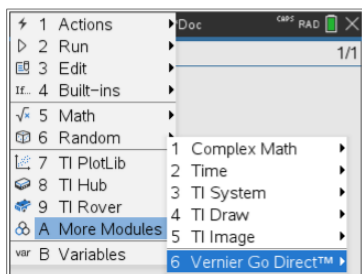 1 Actions
2 Run
3 Edit
If... 4 Built-ins
5 Math
6 Random
7 TI PlotLib
8 TI Hub
9 TI Rover
A More Modules
var B Variables
Doc CAPS RAD
1/1
1 Complex Math
2 Time
3 TI System
4 TI Draw
5 TI Image
6 Vernier Go Direct™